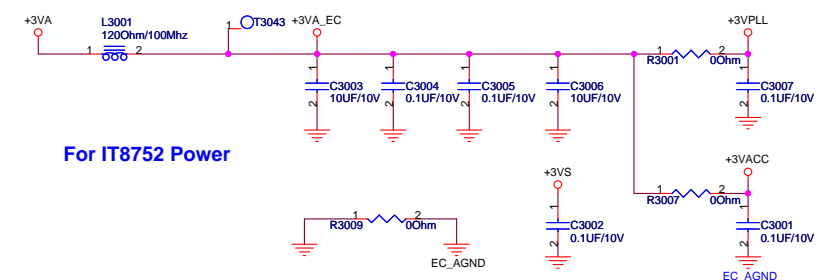 +3VA
L3001
120Ohm/100Mhz
1
2
1
T3043
+3VA_EC
+3VPLL
1
2
R3001
0Ohm
1
2
C3003
10UF/10V
1
2
C3004
0.1UF/10V
1
2
C3005
0.1UF/10V
1
2
C3006
10UF/10V
1
2
C3007
0.1UF/10V
For IT8752 Power
+3VS
+3VACC
1
2
R3007
0Ohm
1
2
R3009
0Ohm
EC_AGND
1
2
C3002
0.1UF/10V
1
2
C3001
0.1UF/10V
EC_AGND